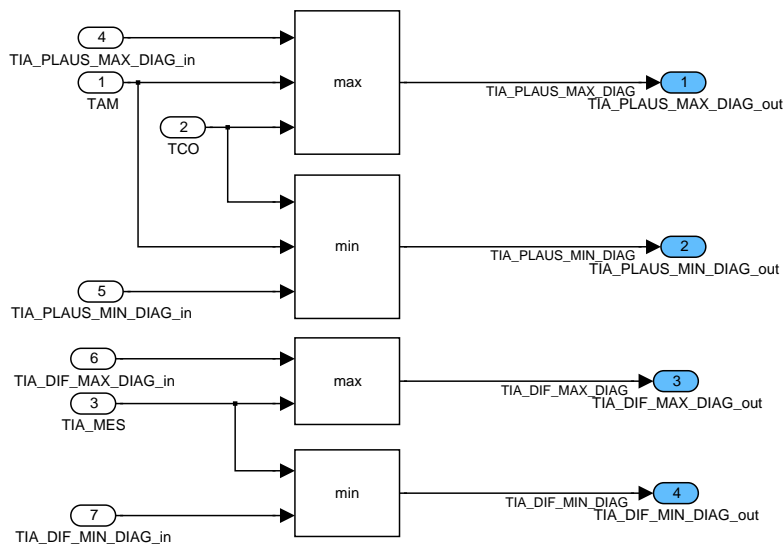 4
TIA_PLAUS_MAX_DIAG_in
1
TAM
2
TCO
max
TIA_PLAUS_MAX_DIAG
1
TIA_PLAUS_MAX_DIAG_out
min
TIA_PLAUS_MIN_DIAG
2
TIA_PLAUS_MIN_DIAG_out
5
TIA_PLAUS_MIN_DIAG_in
6
TIA_DIF_MAX_DIAG_in
3
TIA_MES
max
TIA_DIF_MAX_DIAG
3
TIA_DIF_MAX_DIAG_out
min
TIA_DIF_MIN_DIAG
4
TIA_DIF_MIN_DIAG_out
7
TIA_DIF_MIN_DIAG_in